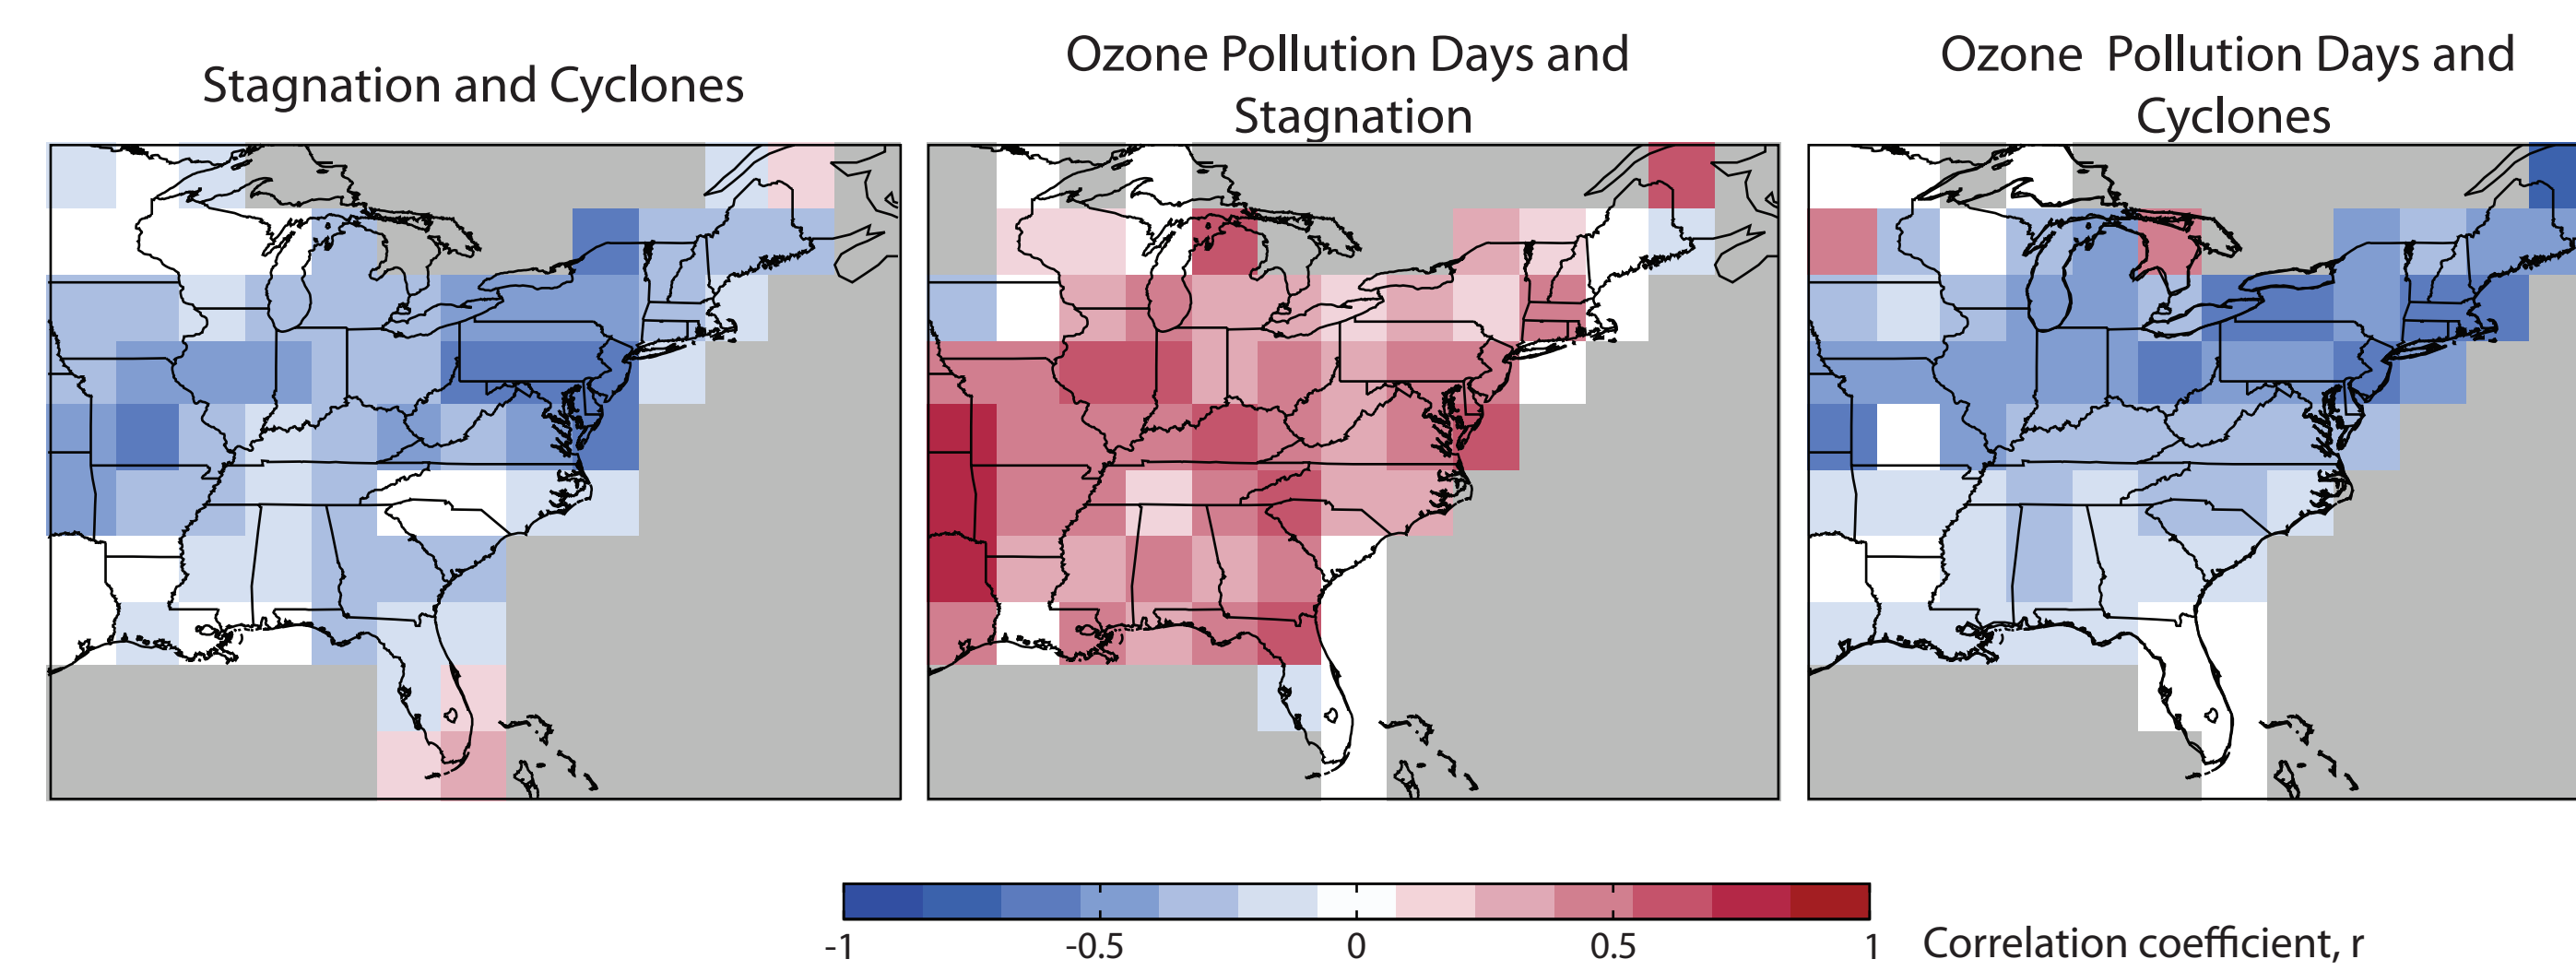 Stagnation and Cyclones
Ozone Pollution Days and
Stagnation
Ozone  Pollution Days and
Cyclones
-1
-0.5
0
0.5
1
Correlation coefficient, r